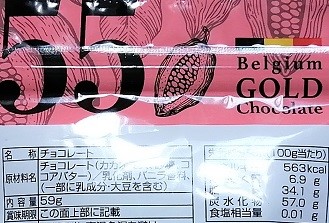 55
Belgium
GOLD
Chocolate
名 称 チョコレート
原材料名 チョコレート(カカオ
コアバター)/乳化剤、バニラ香料、
(一部に乳成分・大豆を含む)
内容量 59g
賞味期限 この面上部に記載
100g当たり)
563kcal
6.9g
34.1g
炭水化物 57.0g
食塩相当量 0.01g